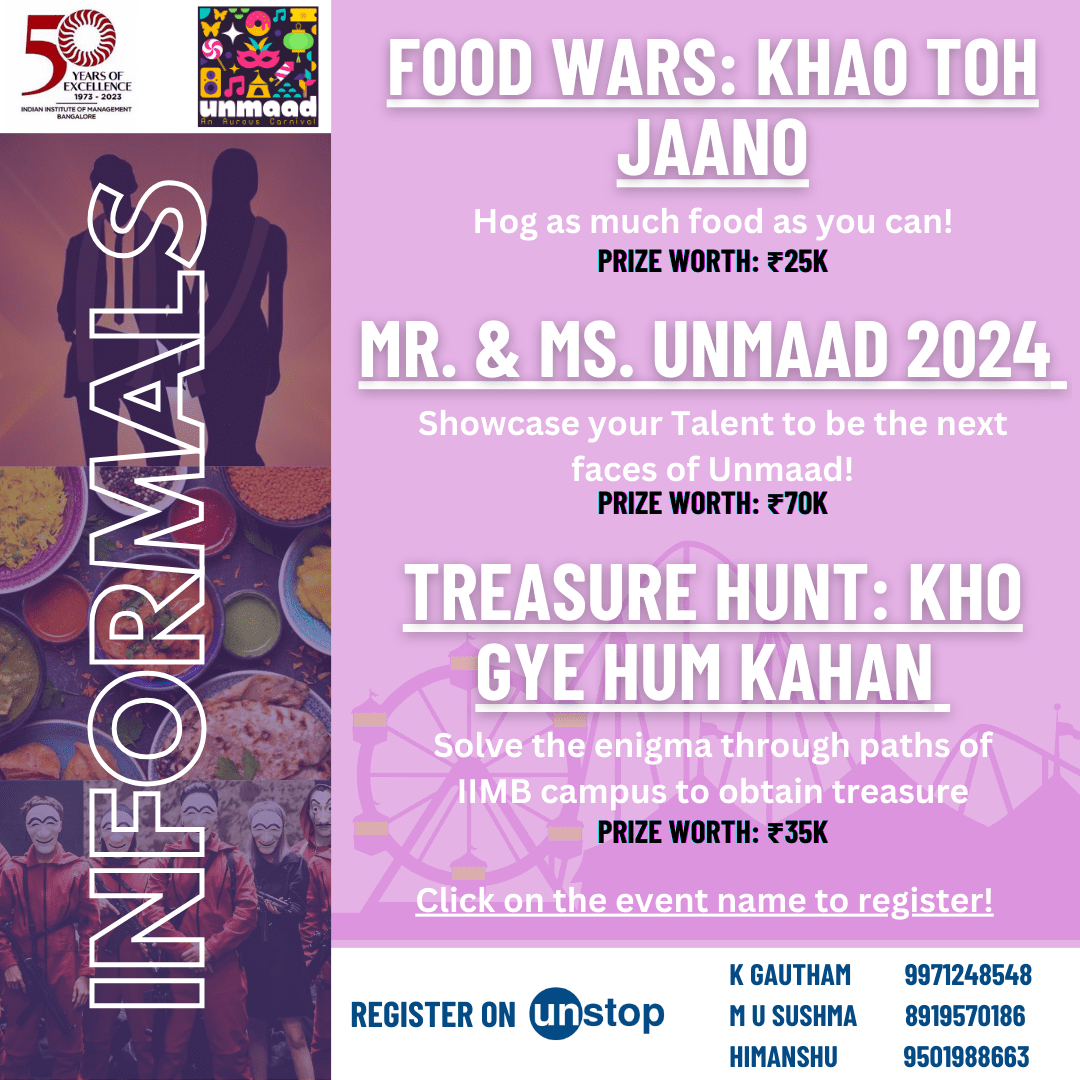 50
YEARS OF
EXCELLENCE
1973 - 2023
INDIAN INSTITUTE OF MANAGEMENT
BANGALORE
unmaad
An Aurous Carnival
INFORMALS
FOOD WARS: KHAO TOH
JAANO
Hog as much food as you can!
PRIZE WORTH: ₹25K
MR. & MS. UNMAAD 2024
Showcase your Talent to be the next
faces of Unmaad!
PRIZE WORTH: ₹70K
TREASURE HUNT: KHO
GYE HUM KAHAN
Solve the enigma through paths of
IIMB campus to obtain treasure
PRIZE WORTH: ₹35K
Click on the event name to register!
REGISTER ON unstop
K GAUTHAM 9971248548
M U SUSHMA 8919570186
HIMANSHU 9501988663